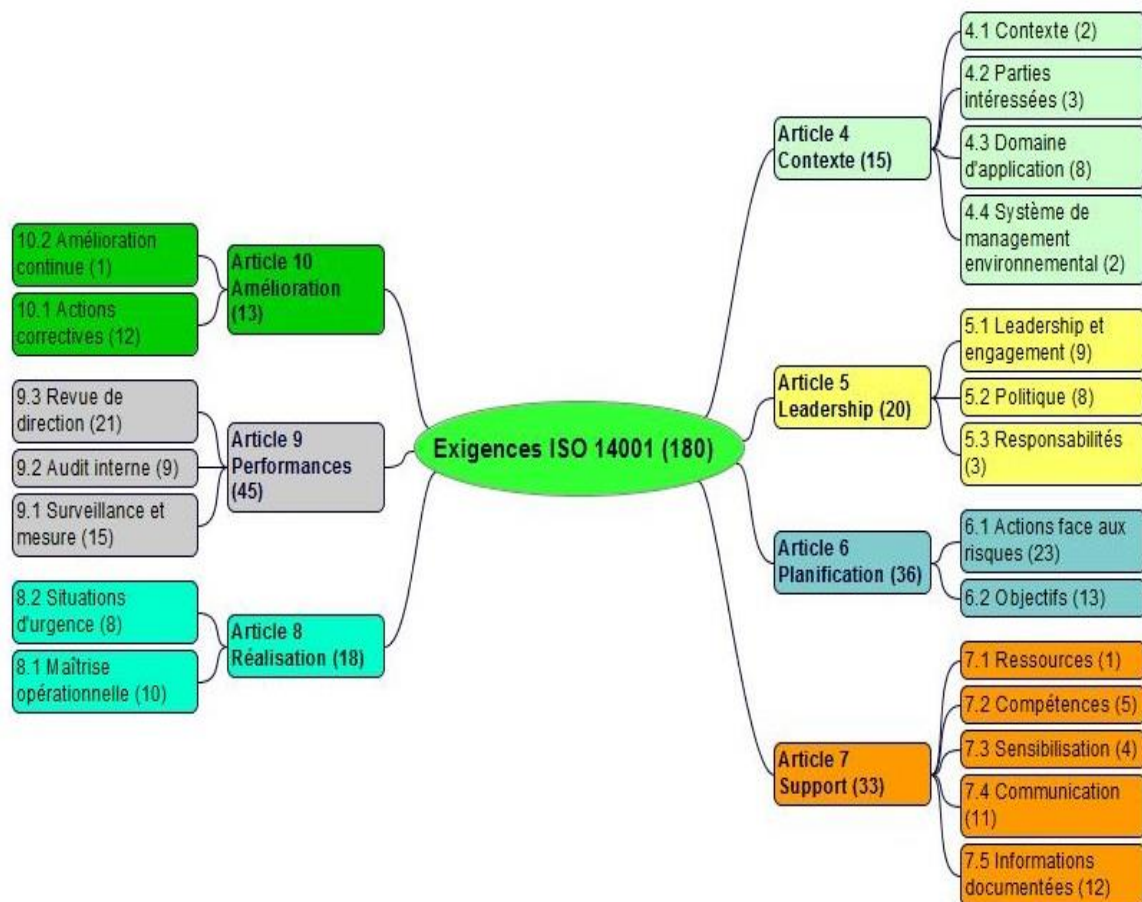 Exigences ISO 14001 (180)
Article 4
Contexte (15)
4.1 Contexte (2)
4.2 Parties
intéressées (3)
4.3 Domaine
d'application (8)
4.4 Système de
management
environnemental (2)
Article 5
Leadership (20)
5.1 Leadership et
engagement (9)
5.2 Politique (8)
5.3 Responsabilités
(3)
Article 6
Planification (36)
6.1 Actions face aux
risques (23)
6.2 Objectifs (13)
Article 7
Support (33)
7.1 Ressources (1)
7.2 Compétences (5)
7.3 Sensibilisation (4)
7.4 Communication
(11)
7.5 Informations
documentées (12)
Article 8
Réalisation (18)
8.2 Situations
d'urgence (8)
8.1 Maîtrise
opérationnelle (10)
Article 9
Performances
(45)
9.3 Revue de
direction (21)
9.2 Audit interne (9)
9.1 Surveillance et
mesure (15)
Article 10
Amélioration
(13)
10.2 Amélioration
continue (1)
10.1 Actions
correctives (12)